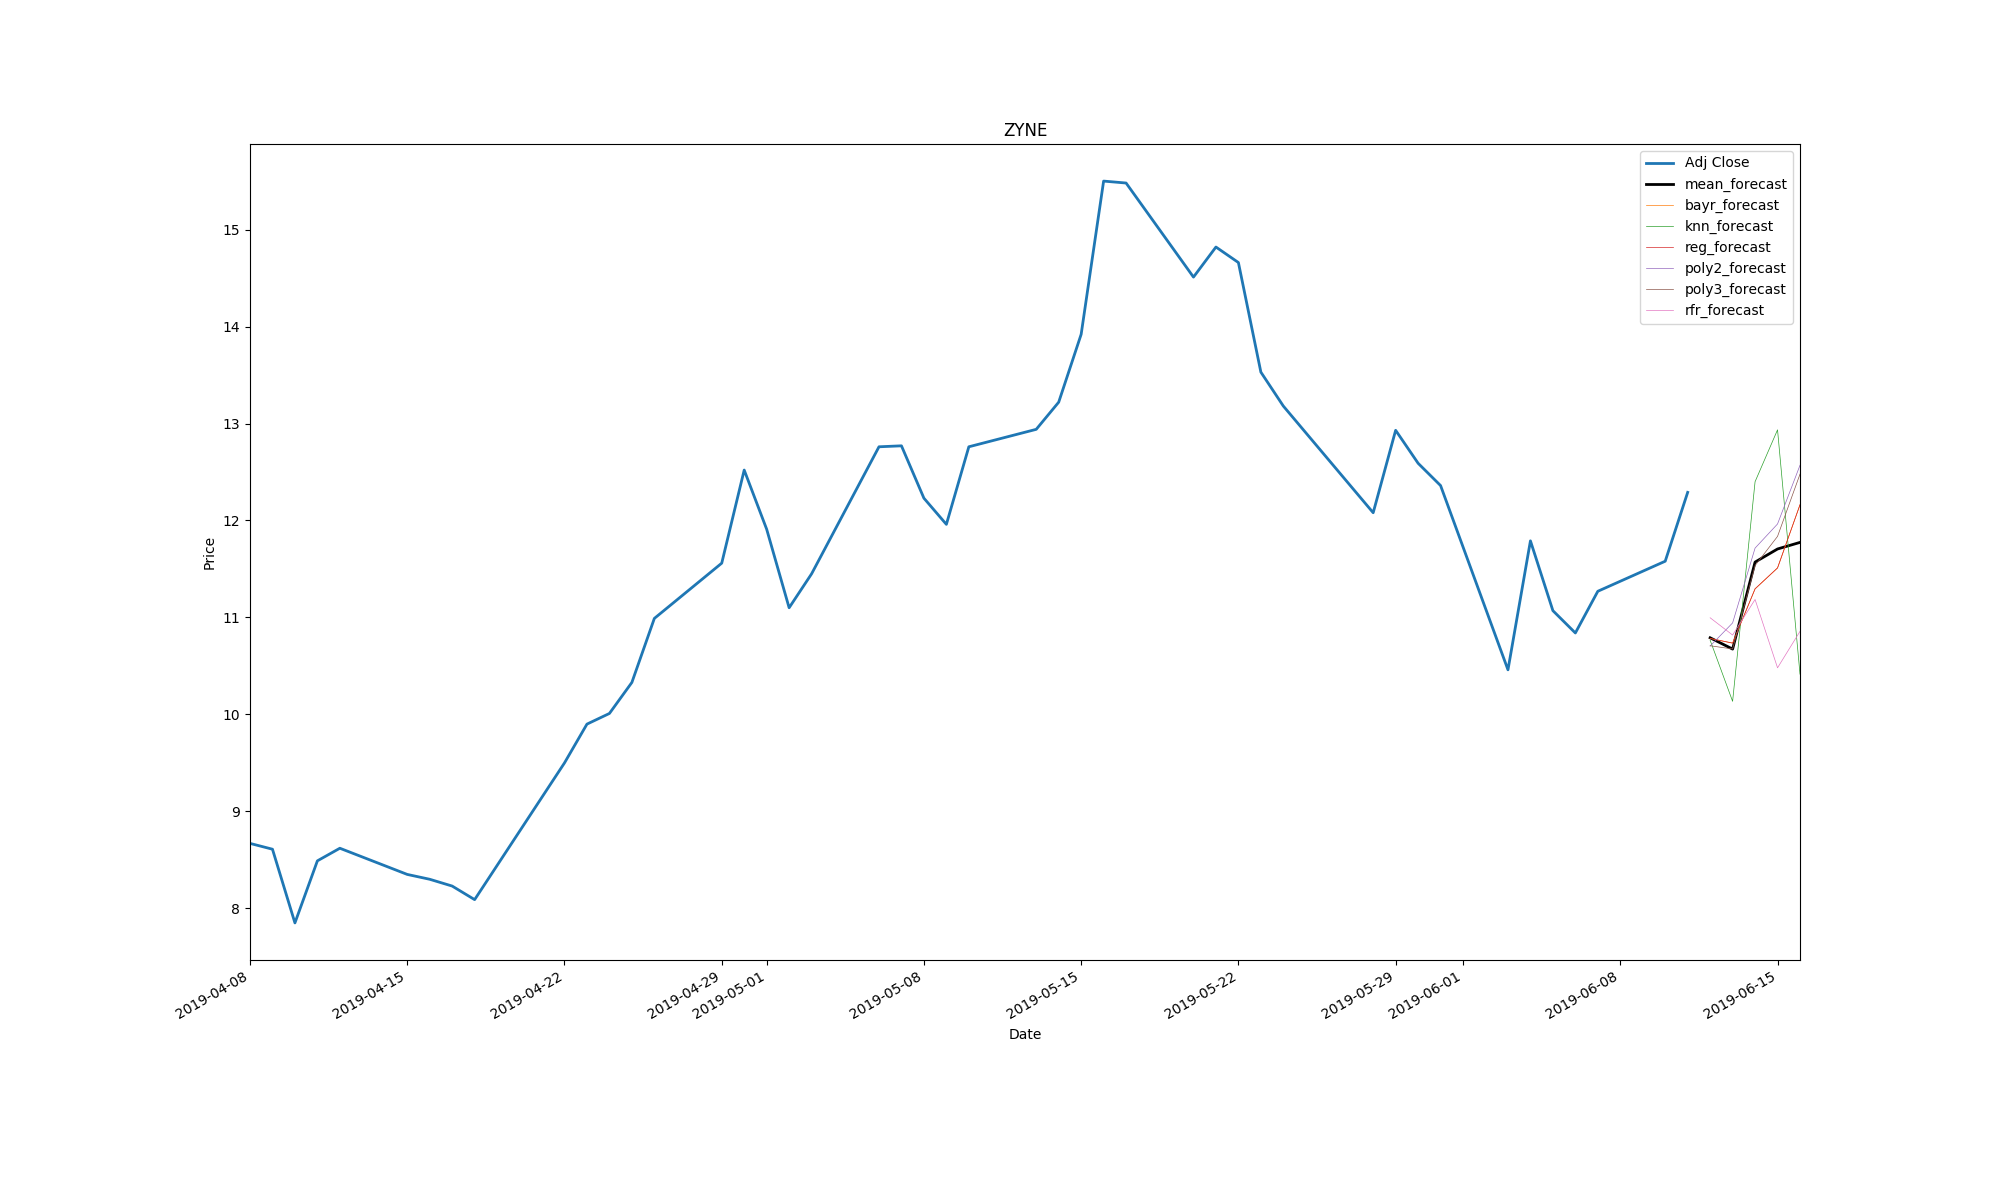 ZYNE
Adj Close
mean_forecast
bayr_forecast
knn_forecast
reg_forecast
poly2_forecast
poly3_forecast
rfr_forecast
Price
15
14
13
12
11
10
9
8
2019-04-08
2019-04-15
2019-04-22
2019-04-29
2019-05-01
2019-05-08
2019-05-15
2019-05-22
2019-05-29
2019-06-01
2019-06-08
2019-06-15
Date